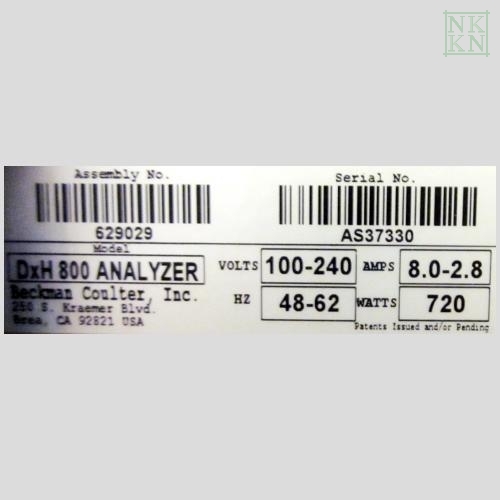 NK
KN
Assembly No. Serial No.
629029 AS37330
Model
DxH 800 ANALYZER VOLTS 100-240 AMPS 8.0-2.8
Beckman Coulter, Inc. HZ 48-62 WATTS 720
250 S. Kraemer Blvd.
Brea, CA 92821 USA
Patents Issued and/or Pending